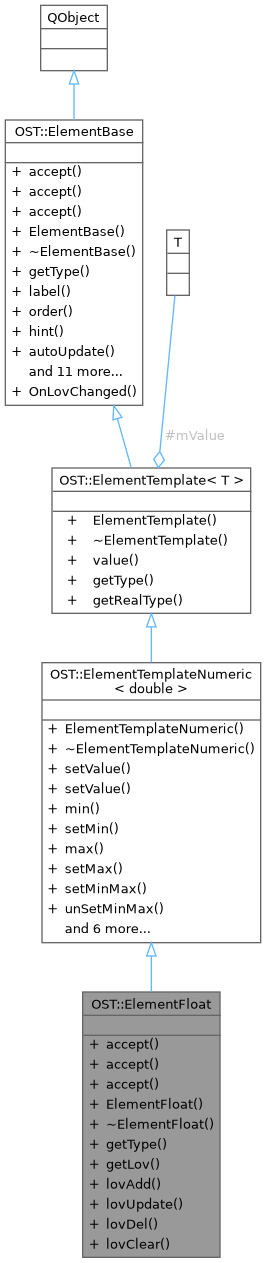 QObject
OST::ElementBase
+ accept()
+ accept()
+ accept()
+ ElementBase()
+ ~ElementBase()
+ getType()
+ label()
+ order()
+ hint()
+ autoUpdate()
and 11 more...
+ OnLovChanged()
T
#mValue
OST::ElementTemplate< T >
+ ElementTemplate()
+ ~ElementTemplate()
+ value()
+ getType()
+ getRealType()
OST::ElementTemplateNumeric
< double >
+ ElementTemplateNumeric()
+ ~ElementTemplateNumeric()
+ setValue()
+ setValue()
+ min()
+ setMin()
+ max()
+ setMax()
+ setMinMax()
+ unSetMinMax()
and 6 more...
OST::ElementFloat
+ accept()
+ accept()
+ accept()
+ ElementFloat()
+ ~ElementFloat()
+ getType()
+ getLov()
+ lovAdd()
+ lovUpdate()
+ lovDel()
+ lovClear()